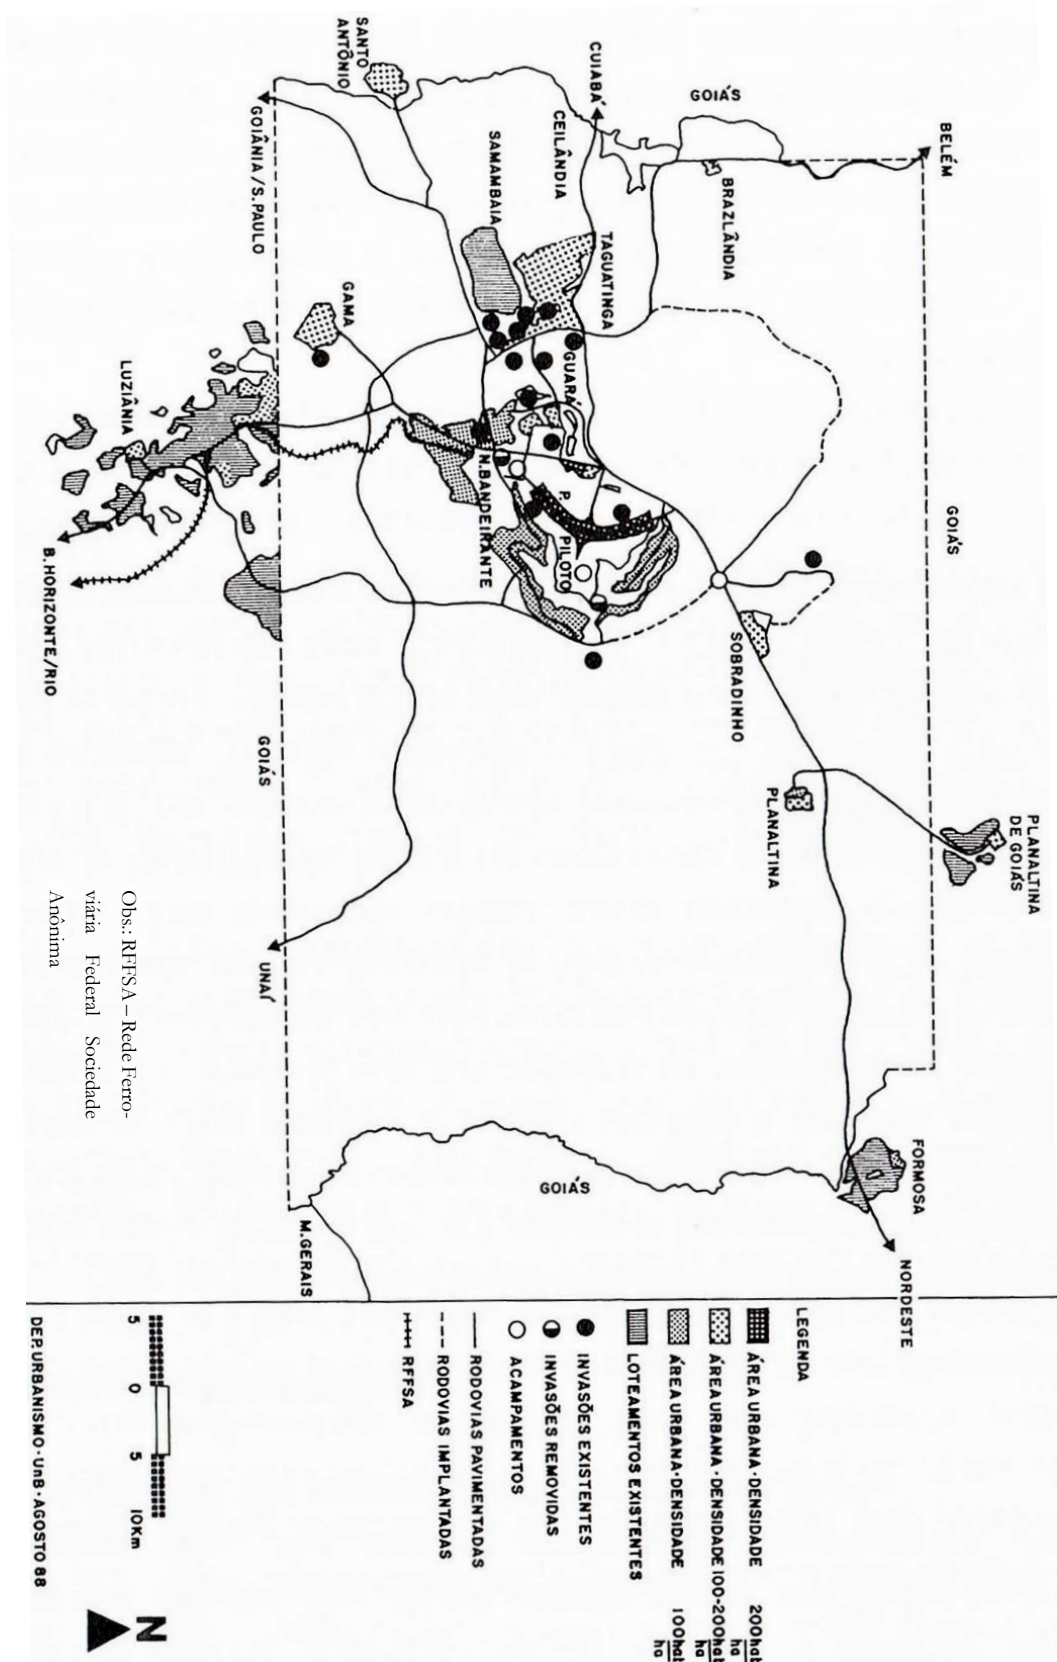 BELÉM
GOIÁS
CUIABÁ
SANTO
ANTÔNIO
GOIÂNIA/S.PAULO
CEILÂNDIA
SAMAMBAIA
BRAZLÂNDIA
TAGUATINGA
GAMA
GUARÁ
LUZIÂNIA
N.BANDEIRANTE
P. PILOTO
GOIÁS
B.HORIZONTE/RIO
SOBRADINHO
GOIÁS
PLANALTINA
PLANALTINA
DE GOIÁS
UNAÍ
GOIÁS
FORMOSA
M.GERAIS
NORDESTE
Obs.: RFFSA – Rede Ferro-
viária Federal Sociedade
Anônima
LEGENDA
ÁREA URBANA·DENSIDADE 200hab/ha
ÁREA URBANA·DENSIDADE 100-200hab/ha
ÁREA URBANA·DENSIDADE 100hab/ha
LOTEAMENTOS EXISTENTES
INVASÕES EXISTENTES
INVASÕES REMOVIDAS
ACAMPAMENTOS
RODOVIAS PAVIMENTADAS
RODOVIAS IMPLANTADAS
RFFSA
5 0 5 10Km
DEP.URBANISMO·UnB·AGOSTO 88
N